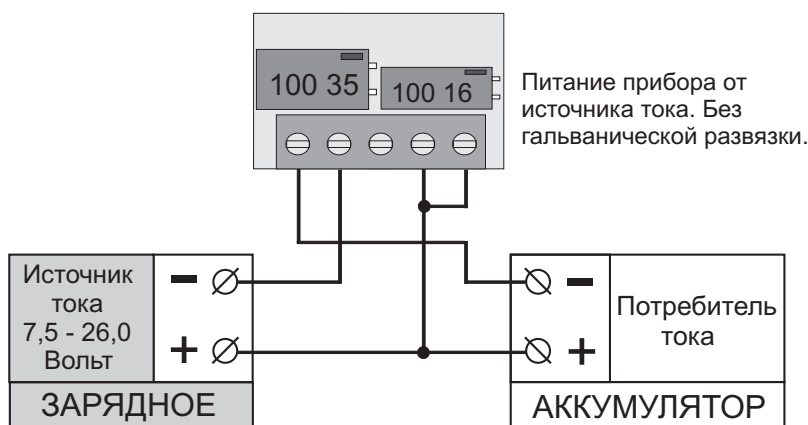 100 35
100 16
Питание прибора от
источника тока. Без
гальванической развязки.
Источник
тока
7,5 - 26,0
Вольт
−
+
ЗАРЯДНОЕ
−
+
Потребитель
тока
АККУМУЛЯТОР